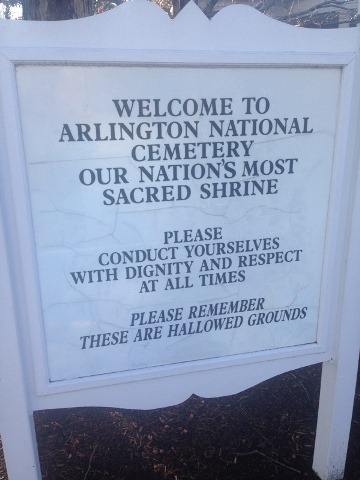 WELCOME TO
ARLINGTON NATIONAL
CEMETERY
OUR NATION'S MOST
SACRED SHRINE
PLEASE
CONDUCT YOURSELVES
WITH DIGNITY AND RESPECT
AT ALL TIMES
PLEASE REMEMBER
THESE ARE HALLOWED GROUNDS